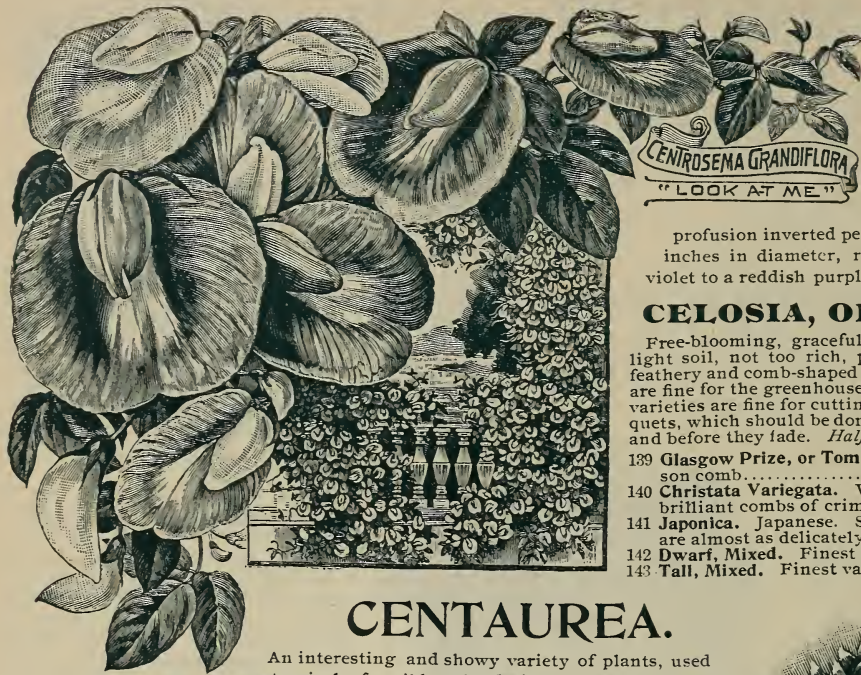 CENTROSEMA GRANDIFLORA
"LOOK AT ME"
profusion inverted pe
inches in diameter, r
violet to a reddish purpl
CELOSIA, O
Free-blooming, graceful
light soil, not too rich, p
feathery and comb-shaped
are fine for the greenhouse
varieties are fine for cuttin
quets, which should be don
and before they fade. Hal
139 Glasgow Prize, or Tom
son comb..............
140 Christata Variegata. V
brilliant combs of crim
141 Japonica. Japanese. S
are almost as delicately
142 Dwarf, Mixed. Finest
143 Tall, Mixed. Finest va
CENTAUREA.
An interesting and showy variety of plants, used